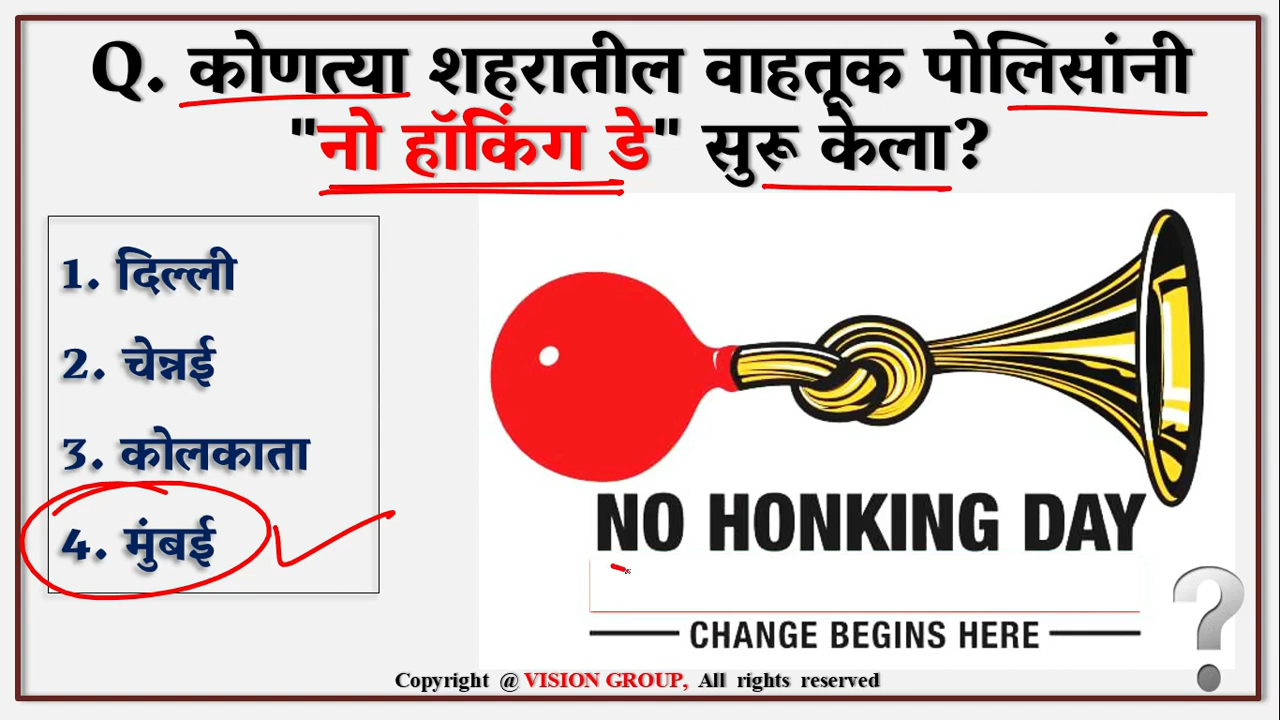 Q. कोणत्या शहरातील वाहतूक पोलिसांनी
"नो हॉकिंग डे" सुरू केला?
1. दिल्ली
2. चेन्नई
3. कोलकाता
4. मुंबई
NO HONKING DAY
CHANGE BEGINS HERE
?
Copyright @ VISION GROUP, All rights reserved